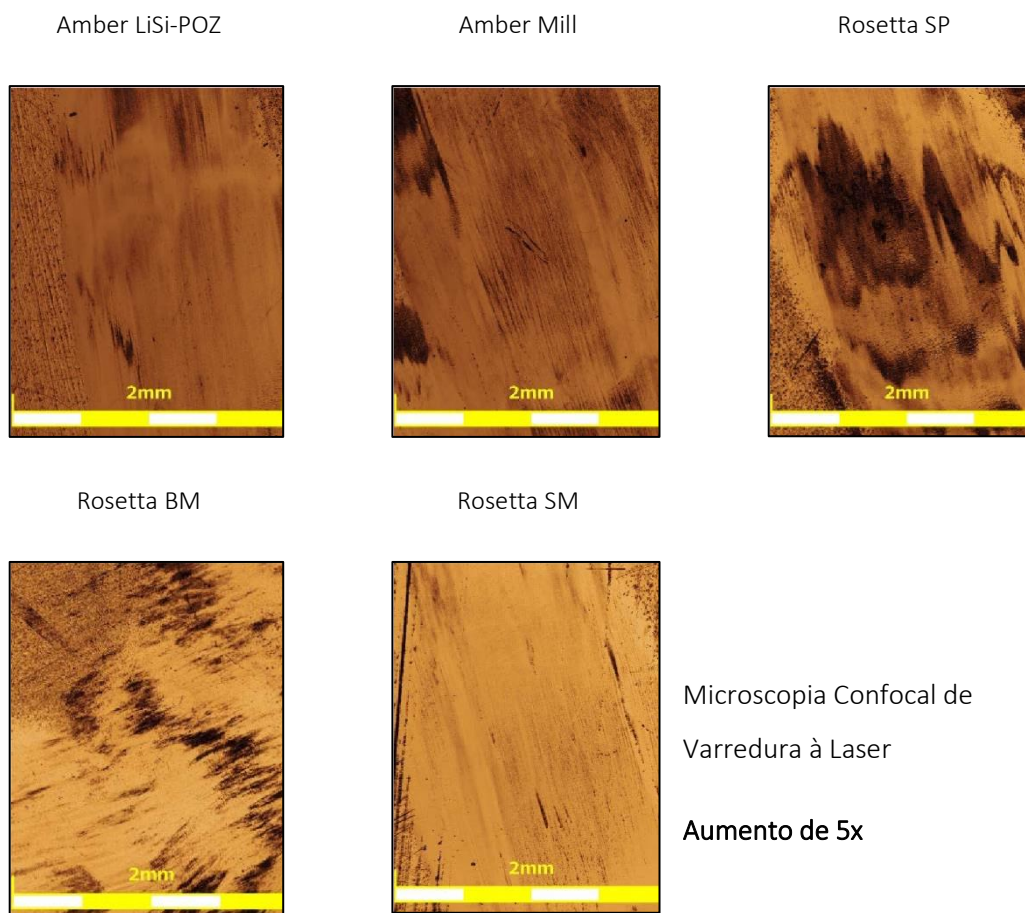 Amber LiSi-POZ
Amber Mill
Rosetta SP
2mm
2mm
2mm
Rosetta BM
Rosetta SM
2mm
2mm
Microscopia Confocal de
Varredura à Laser
Aumento de 5x